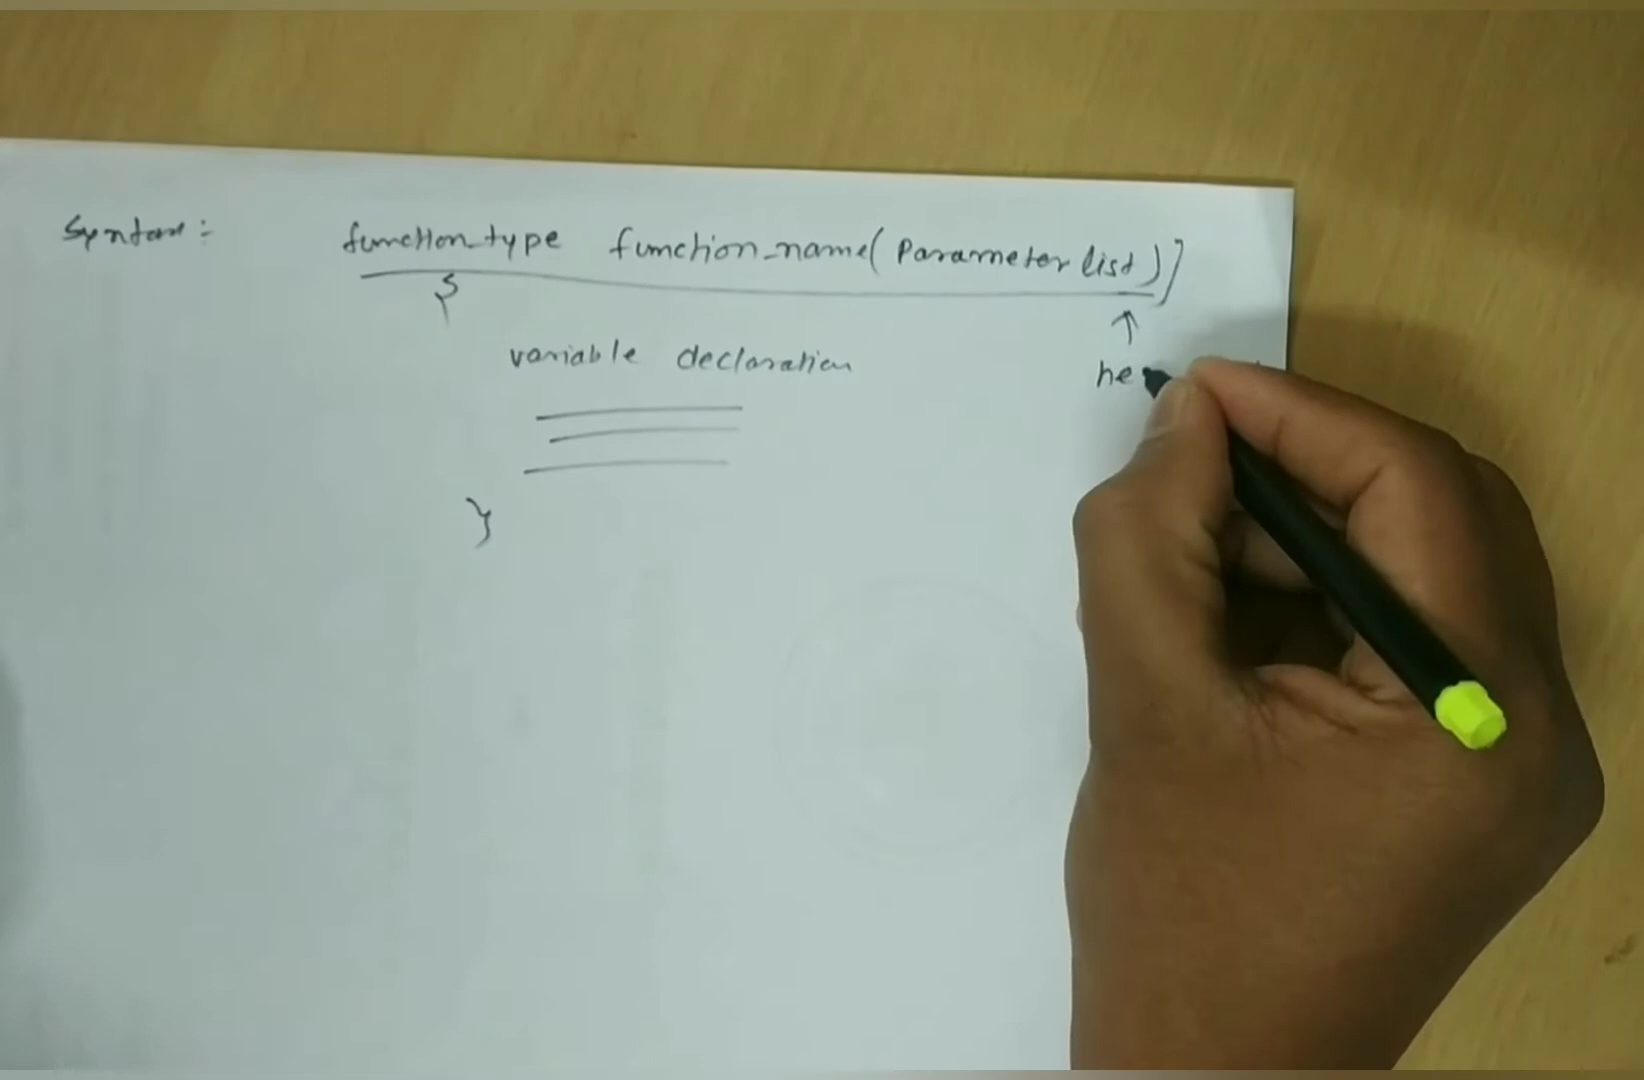 Syntax:- function_type function_name(Parameter list)]
{
variable declaration
he
}